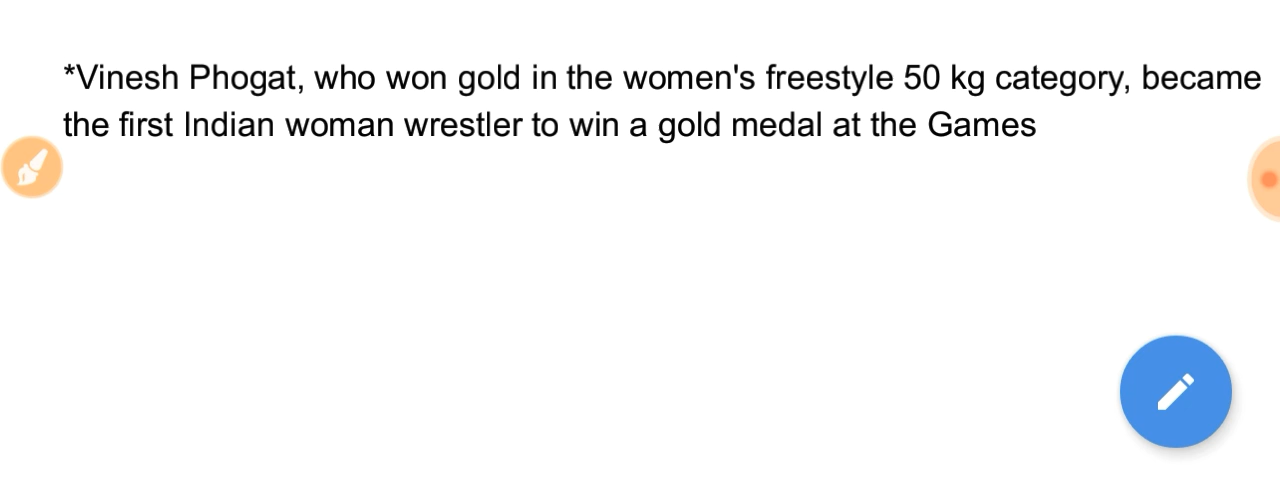 *Vinesh Phogat, who won gold in the women's freestyle 50 kg category, became
the first Indian woman wrestler to win a gold medal at the Games